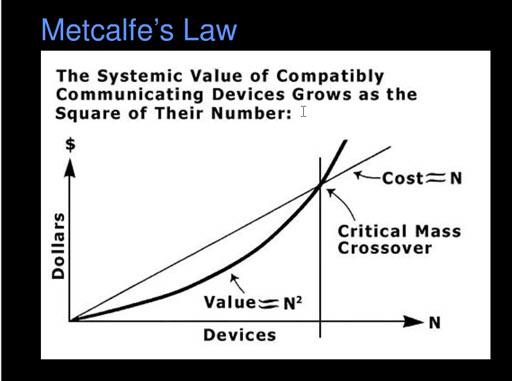 Metcalfe's Law
The Systemic Value of Compatibly
Communicating Devices Grows as the
Square of Their Number:
$
Cost≈N
Critical Mass
Crossover
Dollars
Value≈N²
N
Devices